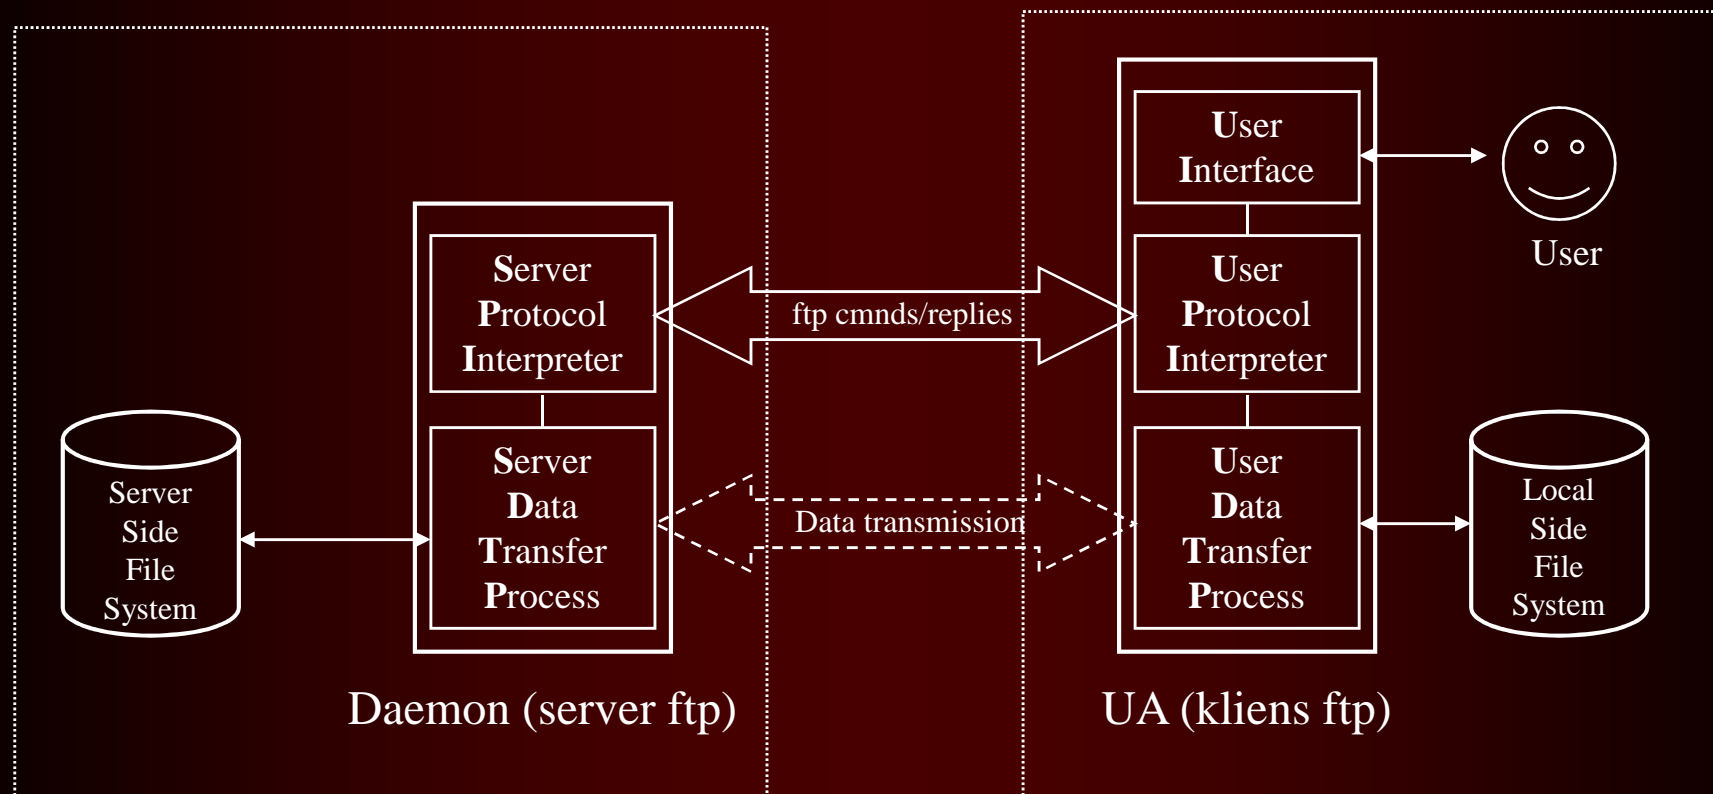 User
Interface
User
Server
Protocol
Interpreter
ftp cmnds/replies
User
Protocol
Interpreter
Server
Side
File
System
Server
Data
Transfer
Process
Data transmission
User
Data
Transfer
Process
Local
Side
File
System
Daemon (server ftp)
UA (kliens ftp)